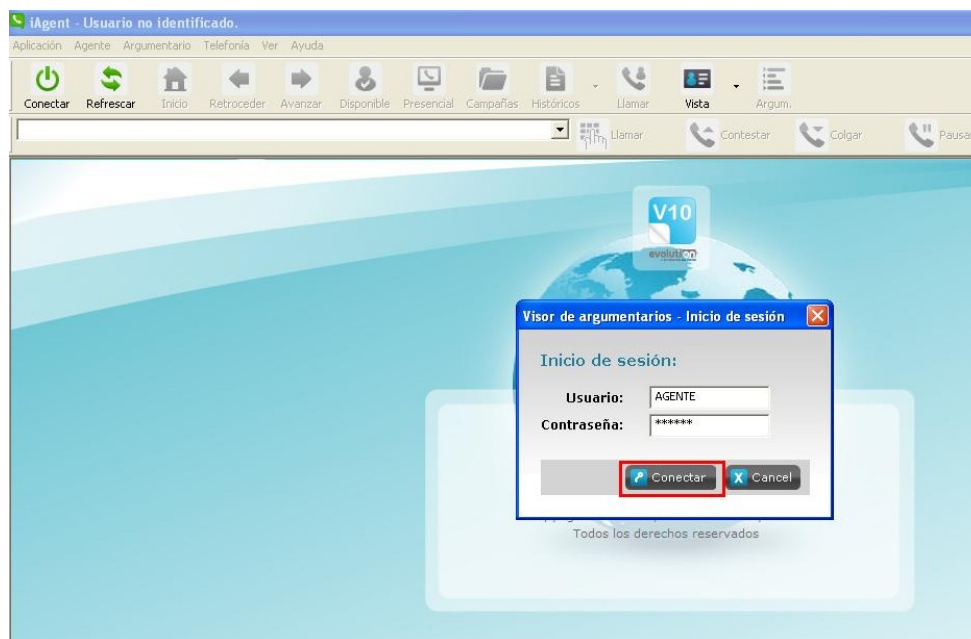 iAgent - Usuario no identificado.
Aplicación Agente Argumentario Telefonía Ver Ayuda
Conectar Refrescar Inicio Retroceder Avanzar Disponible Presencial Campañas Históricos Llamar Vista Argum.
Llamar Contestar Colgar Pausar
V10
evolution
Visor de argumentarios - Inicio de sesión
Inicio de sesión:
Usuario: AGENTE
Contraseña: ******
Conectar X Cancel
Todos los derechos reservados